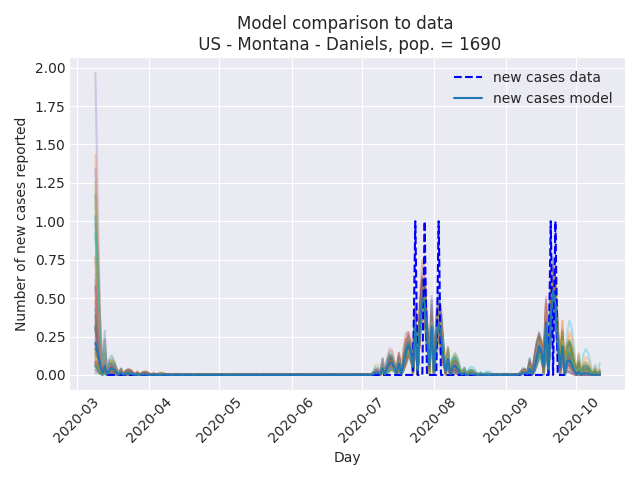 Model comparison to data
US - Montana - Daniels, pop. = 1690
new cases data
new cases model
Number of new cases reported
2.00
1.75
1.50
1.25
1.00
0.75
0.50
0.25
0.00
2020-03
2020-04
2020-05
2020-06
2020-07
2020-08
2020-09
2020-10
Day